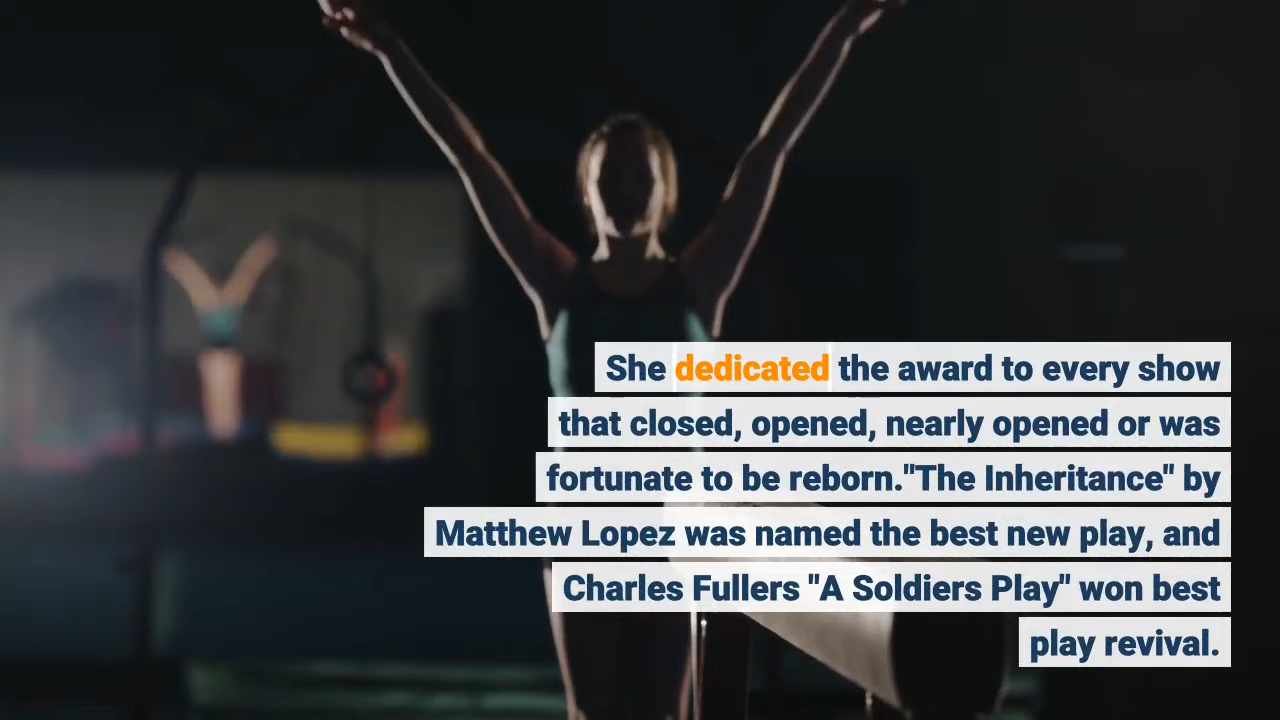 She dedicated the award to every show
that closed, opened, nearly opened or was
fortunate to be reborn."The Inheritance" by
Matthew Lopez was named the best new play, and
Charles Fullers "A Soldiers Play" won best
play revival.